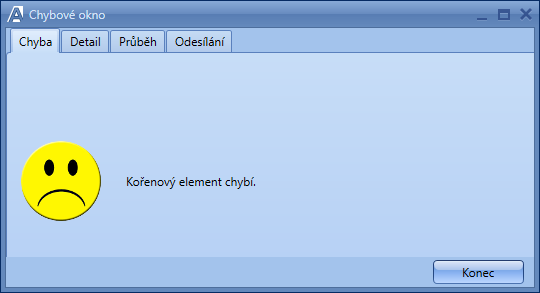 Chybové okno
Chyba Detail Průběh Odesílání
Kořenový element chybí.
Konec